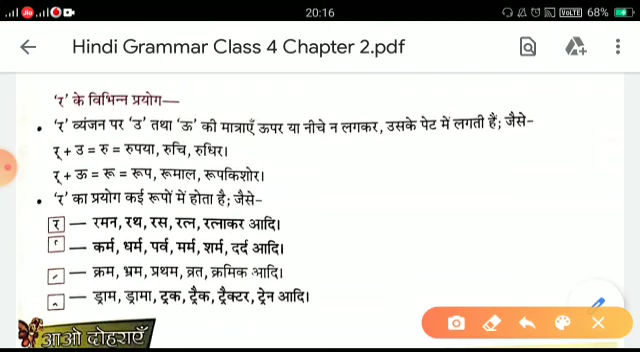 20:16
VoLTE 68%
Hindi Grammar Class 4 Chapter 2.pdf
‘र’ के विभिन्न प्रयोग—
• ‘र’ व्यंजन पर ‘उ’ तथा ‘ऊ’ की मात्राएँ ऊपर या नीचे न लगकर, उसके पेट में लगती हैं; जैसे–
र् + उ = रु = रुपया, रुचि, रुधिर।
र् + ऊ = रू = रूप, रूमाल, रूपकिशोर।
• ‘र’ का प्रयोग कई रूपों में होता है; जैसे–
र — रमन, रथ, रस, रत्न, रत्नाकर आदि।
र्‍ — कर्म, धर्म, पर्व, मर्म, शर्म, दर्द आदि।
— क्रम, भ्रम, प्रथम, व्रत, क्रमिक आदि।
— ड्राम, ड्रामा, ट्रक, ट्रैक, ट्रैक्टर, ट्रेन आदि।
आओ दोहराएँ